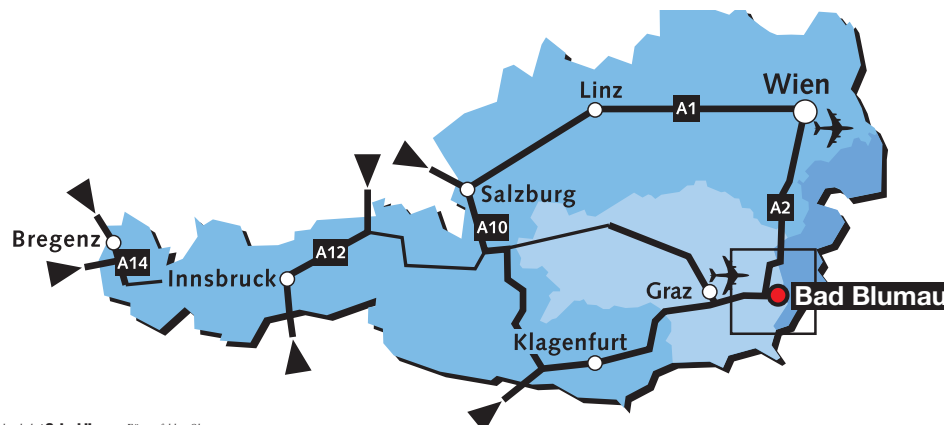 Wien
Linz
A1
Salzburg
A2
A10
Bregenz
A12
A14
Innsbruck
Graz
Bad Blumau
Klagenfurt